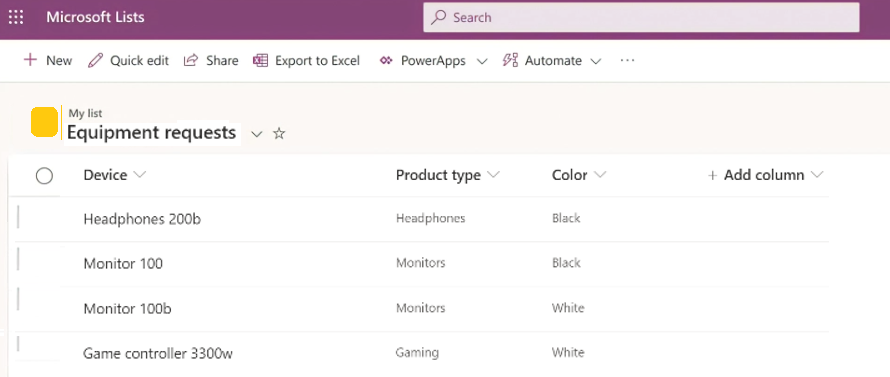 Microsoft Lists
Search
New Quick edit Share Export to Excel PowerApps Automate ...
My list
Equipment requests
Device Product type Color + Add column
Headphones 200b Headphones Black
Monitor 100 Monitors Black
Monitor 100b Monitors White
Game controller 3300w Gaming White